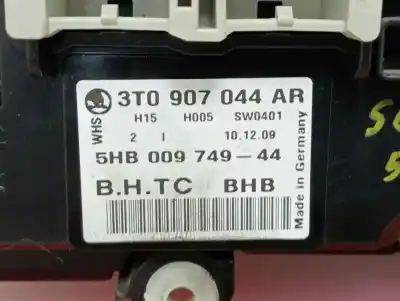 WHS
3T0 907 044 AR
H15 H005 SW0401
2 I 10.12.09
5HB 009 749-44
B.H.TC BHB
Made in Germany